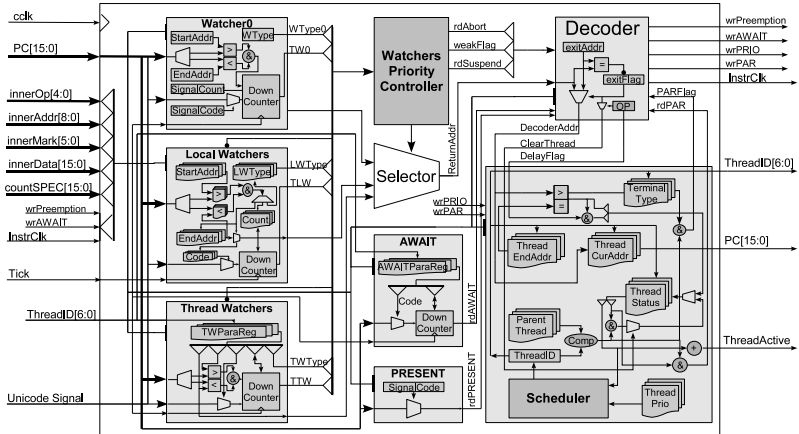 cclk
PC[15:0]
innerOp[4:0]
innerAddr[8:0]
innerMark[5:0]
innerData[15:0]
countSPEC[15:0]
wrPreemption
wrAWAIT
InstrClk
Tick
ThreadID[6:0]
Unicode Signal
Watcher0
StartAddr
WType
>
<
&
EndAddr
SignalCount
SignalCode
Down
Counter
WType0
TW0
Local Watchers
StartAddr
LWType
>
<
&
Count
EndAddr
Code
Down
Counter
LWType
TLW
Thread Watchers
TWParaReg
>
<
&
Down
Counter
TWType
TTW
Watchers
Priority
Controller
rdAbort
weakFlag
rdSuspend
Selector
ReturnAddr
wrPRIO
wrPAR
AWAIT
AWAITParaReg
Code
Down
Counter
rdAWAIT
PRESENT
SignalCode
rdPRESENT
Decoder
exitAddr
=
exitFlag
OP
DecoderAddr
ClearThread
DelayFlag
PARFlag
rdPAR
>
=
&
Terminal
Type
&
Thread
EndAddr
Thread
CurAddr
Thread
Status
Parent
Thread
&
Comp
ThreadID
+
&
Scheduler
Thread
Prio
wrPreemption
wrAWAIT
wrPRIO
wrPAR
InstrClk
ThreadID[6:0]
PC[15:0]
ThreadActive